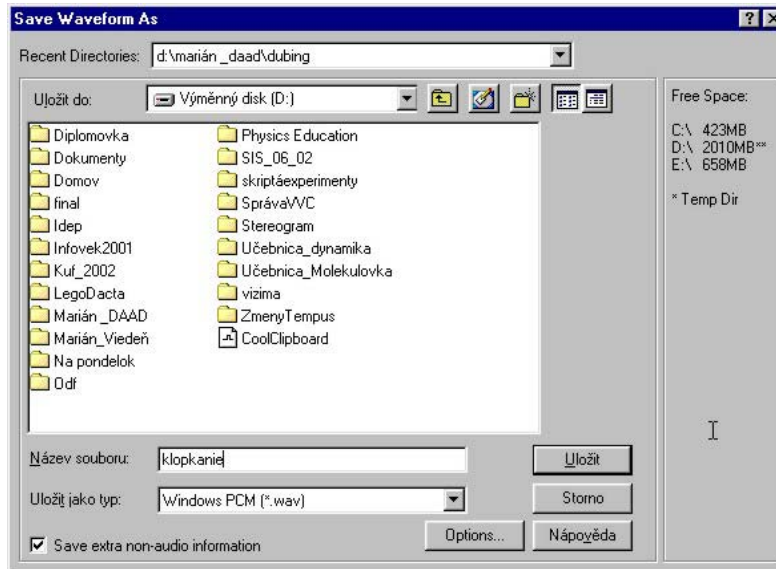 Save Waveform As
Recent Directories: d:\marián _daad\dubing
Uložit do: Výměnný disk (D:)
Diplomovka
Dokumenty
Domov
final
Idep
Infovek2001
Kuf_2002
LegoDacta
Marián _DAAD
Marián_Viedeň
Na pondelok
Odf
Physics Education
SIS_06_02
skriptáexperimenty
SprávaVVC
Stereogram
Učebnica_dynamika
Učebnica_Molekulovka
vizima
ZmenyTempus
CoolClipboard
Název souboru: klopkanie
Uložit
Uložit jako typ: Windows PCM (*.wav)
Storno
Save extra non-audio information
Options...
Nápověda
Free Space:
C:\ 423MB
D:\ 2010MB**
E:\ 658MB
* Temp Dir